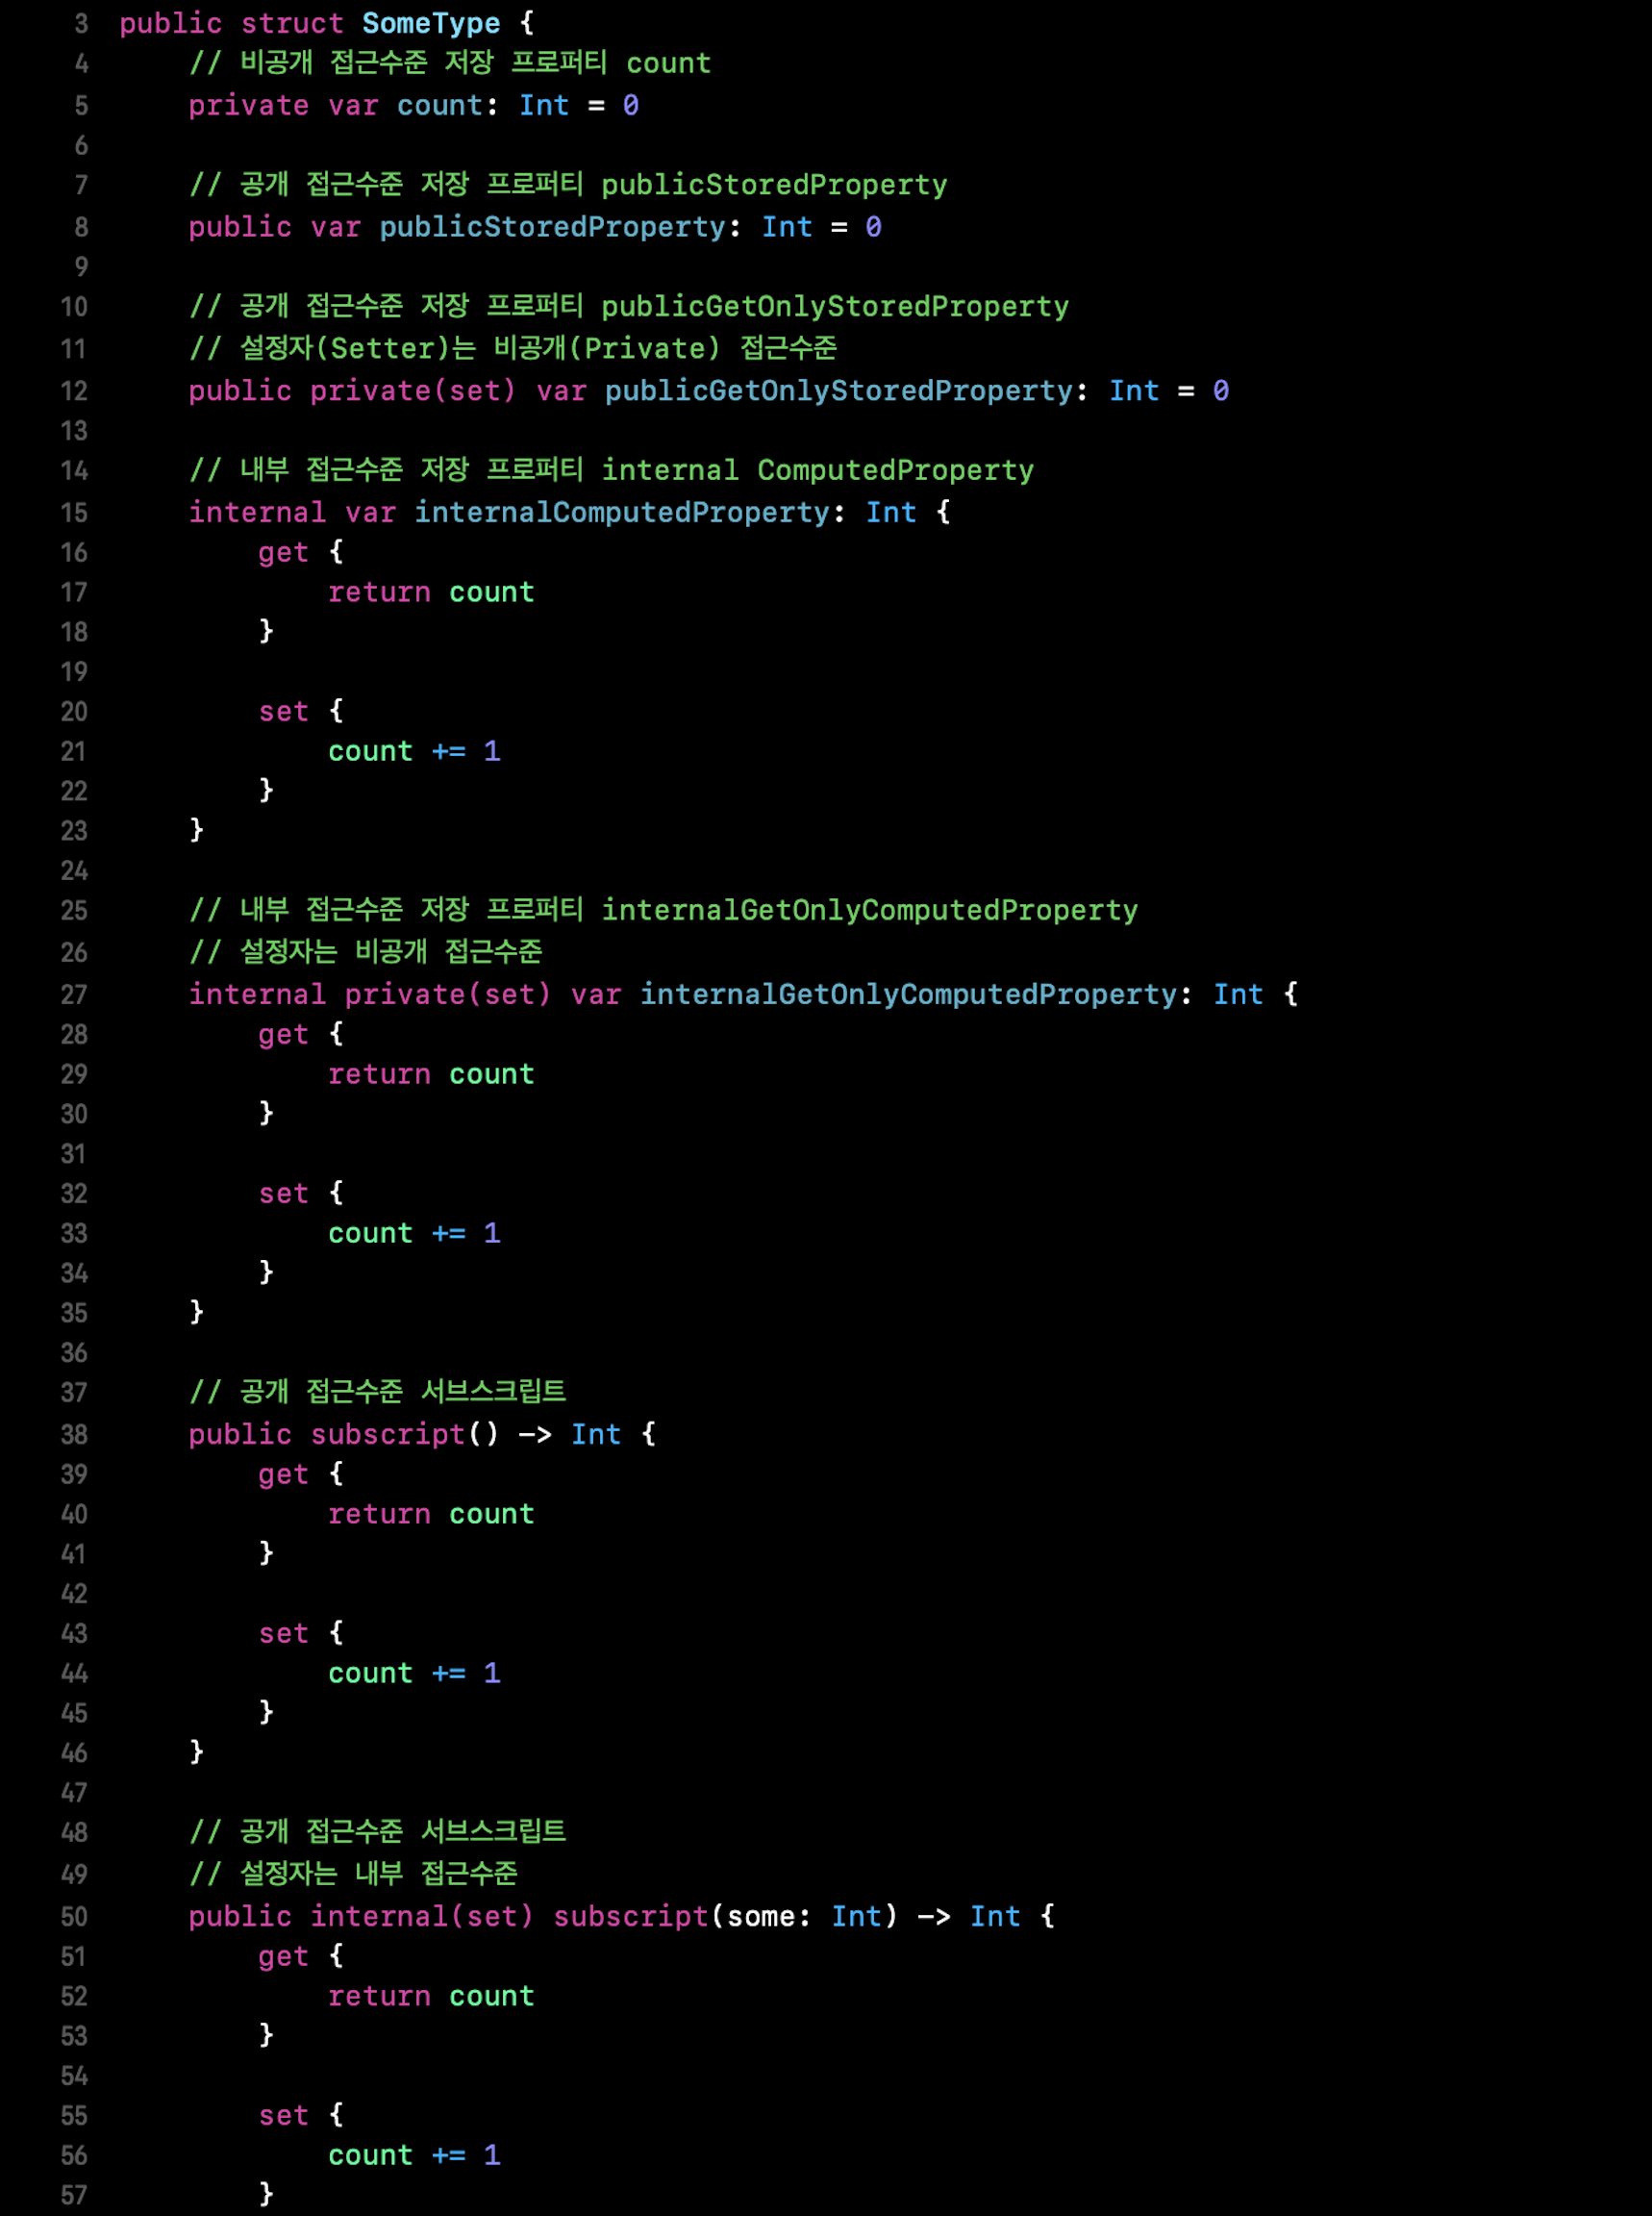 3 public struct SomeType {
4     // 비공개 접근수준 저장 프로퍼티 count
5     private var count: Int = 0
6
7     // 공개 접근수준 저장 프로퍼티 publicStoredProperty
8     public var publicStoredProperty: Int = 0
9
10     // 공개 접근수준 저장 프로퍼티 publicGetOnlyStoredProperty
11     // 설정자(Setter)는 비공개(Private) 접근수준
12     public private(set) var publicGetOnlyStoredProperty: Int = 0
13
14     // 내부 접근수준 저장 프로퍼티 internal ComputedProperty
15     internal var internalComputedProperty: Int {
16         get {
17             return count
18         }
19
20         set {
21             count += 1
22         }
23     }
24
25     // 내부 접근수준 저장 프로퍼티 internalGetOnlyComputedProperty
26     // 설정자는 비공개 접근수준
27     internal private(set) var internalGetOnlyComputedProperty: Int {
28         get {
29             return count
30         }
31
32         set {
33             count += 1
34         }
35     }
36
37     // 공개 접근수준 서브스크립트
38     public subscript() -> Int {
39         get {
40             return count
41         }
42
43         set {
44             count += 1
45         }
46     }
47
48     // 공개 접근수준 서브스크립트
49     // 설정자는 내부 접근수준
50     public internal(set) subscript(some: Int) -> Int {
51         get {
52             return count
53         }
54
55         set {
56             count += 1
57         }